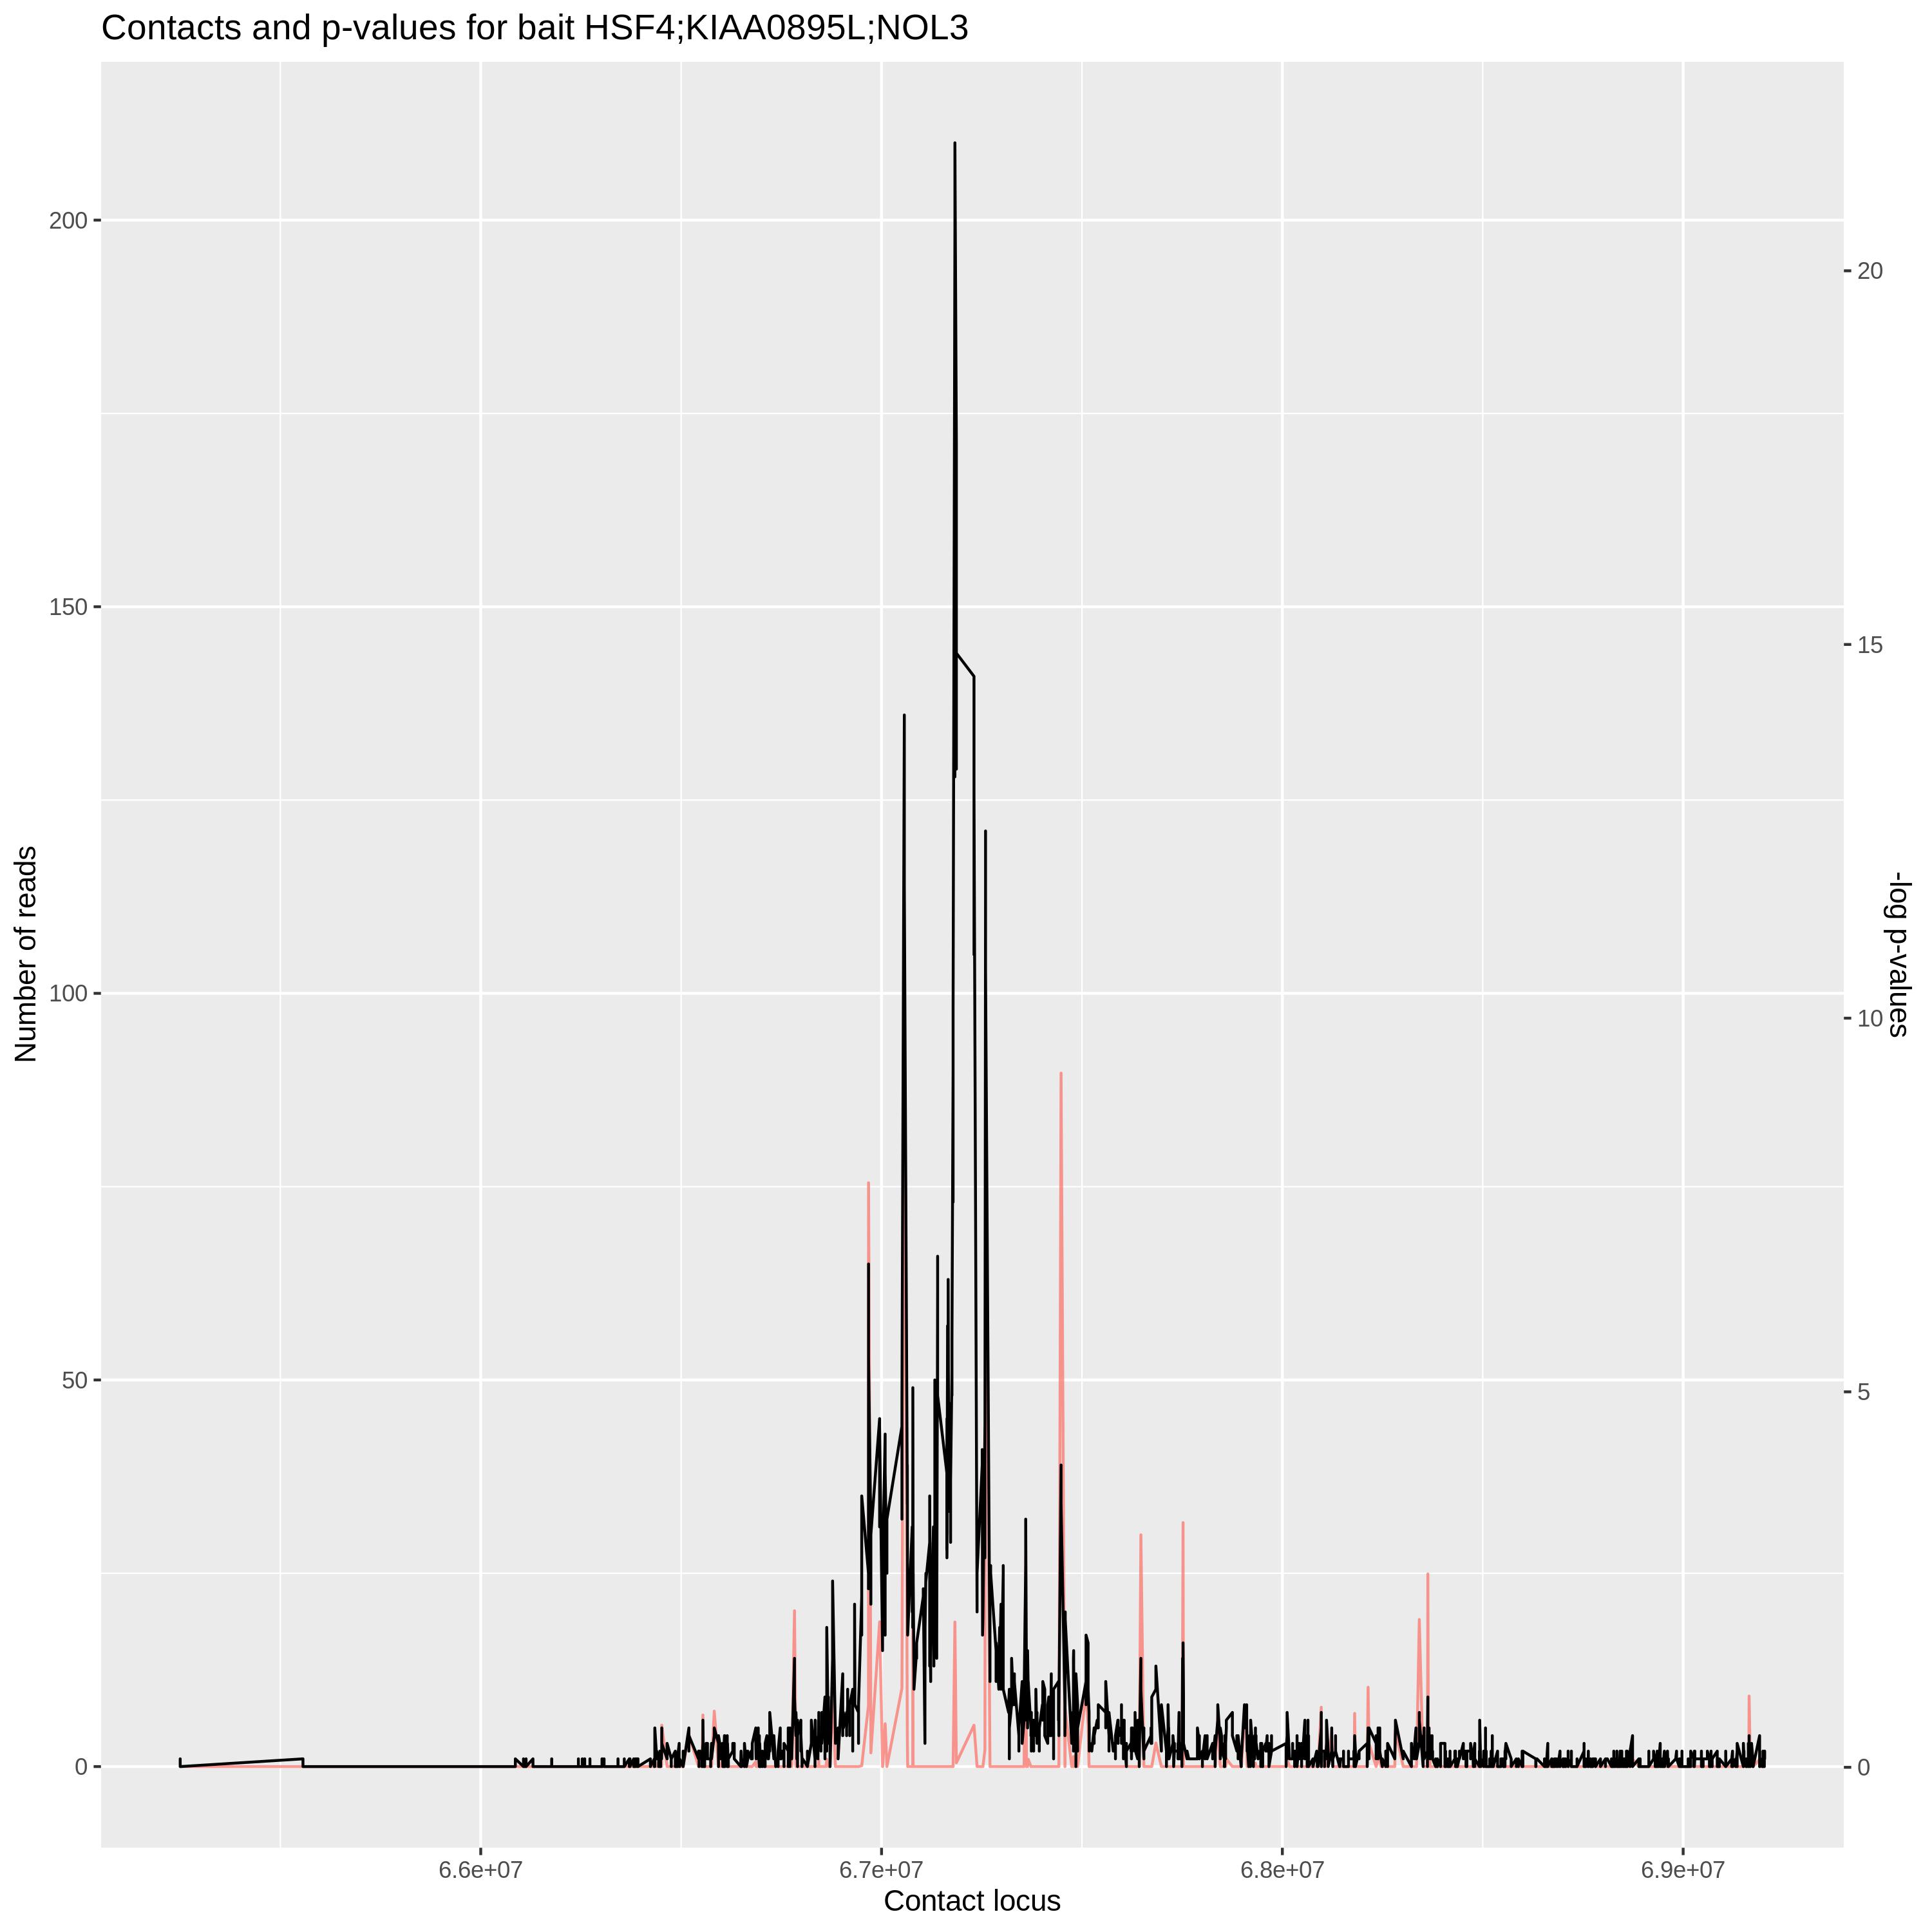 Contacts and p-values for bait HSF4;KIAA0895L;NOL3
200
150
100
50
0
Number of reads
20
15
10
5
0
-log p-values
6.6e+07
6.7e+07
6.8e+07
6.9e+07
Contact locus